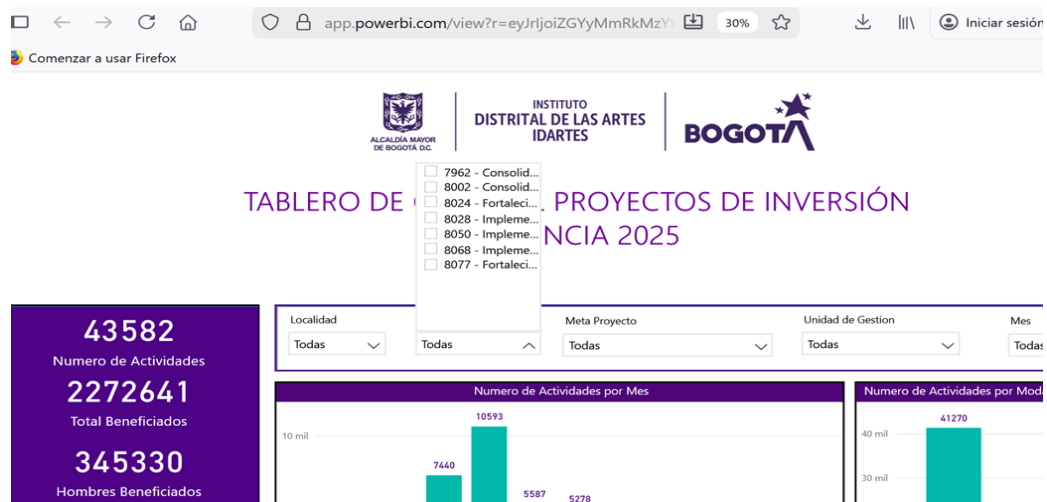 app.powerbi.com/view?r=eyJrIjoiZGYyMmRkMzYt
30%
Iniciar sesión
Comenzar a usar Firefox
ALCALDÍA MAYOR
DE BOGOTÁ D.C.
INSTITUTO
DISTRITAL DE LAS ARTES
IDARTES
BOGOTÁ
7962 - Consolid...
8002 - Consolid...
8024 - Fortaleci...
8028 - Impleme...
8050 - Impleme...
8068 - Impleme...
8077 - Fortaleci...
TABLERO DE PROYECTOS DE INVERSIÓN
NCIA 2025
43582
Numero de Actividades
2272641
Total Beneficiados
345330
Hombres Beneficiados
Localidad
Todas
Todas
Meta Proyecto
Todas
Unidad de Gestion
Todas
Mes
Todas
Numero de Actividades por Mes
10 mil
7440
10593
5587
5278
Numero de Actividades por Moda
40 mil
30 mil
41270